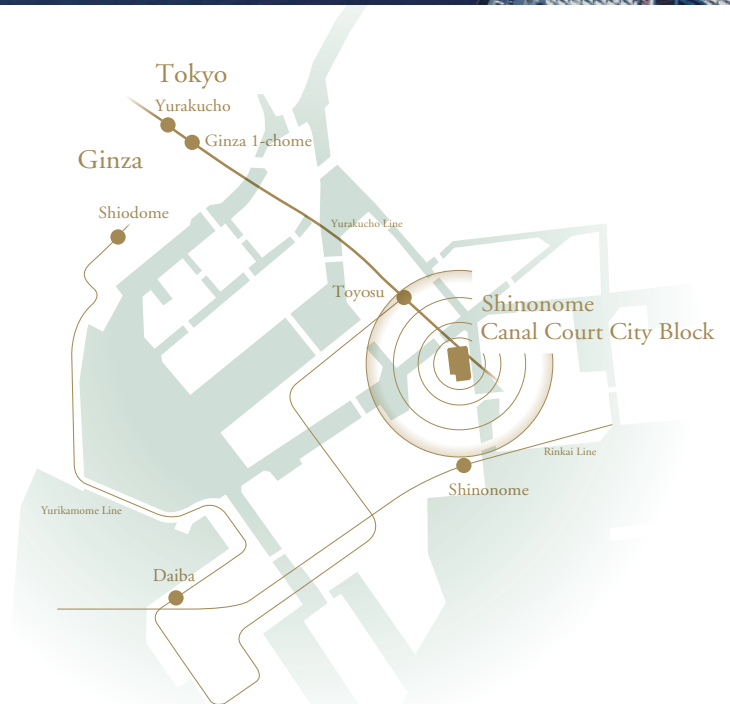 Tokyo
Yurakucho
Ginza 1-chome
Ginza
Shiodome
Yurakucho Line
Toyosu
Shinonome
Canal Court City Block
Rinkai Line
Shinonome
Yurikamome Line
Daiba